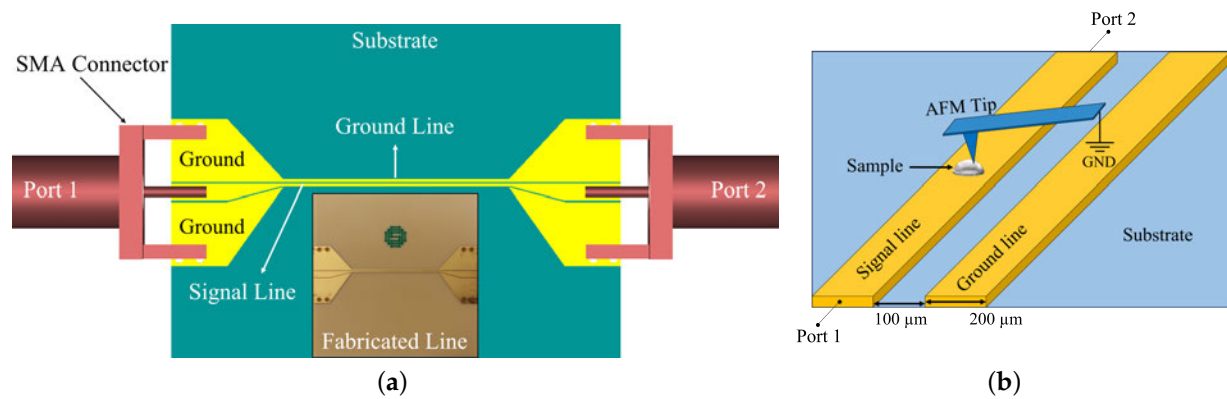 Substrate
SMA Connector
Ground Line
Ground
Port 1
Port 2
Ground
Signal Line
Fabricated Line
(a)
Port 2
AFM Tip
Sample
GND
Signal line
Ground line
Substrate
100 µm
200 µm
Port 1
(b)